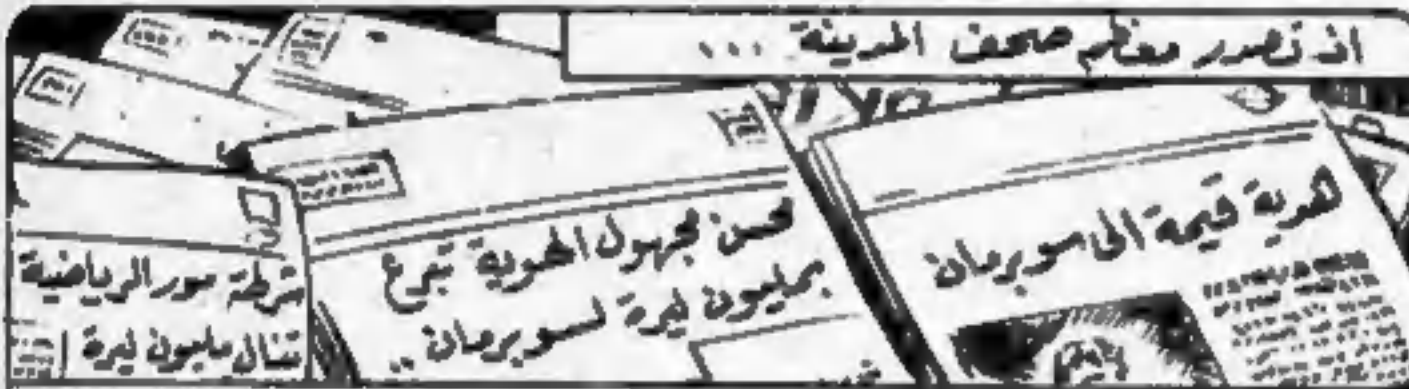 اذ تصدر معظم صحف المدينة ...
هدية قيمة الى سوبرمان
محسن مجهول الهوية تبرع
بمليون ليرة لسوبرمان ..
شركة سور الرياضية
تنال مليون ليرة